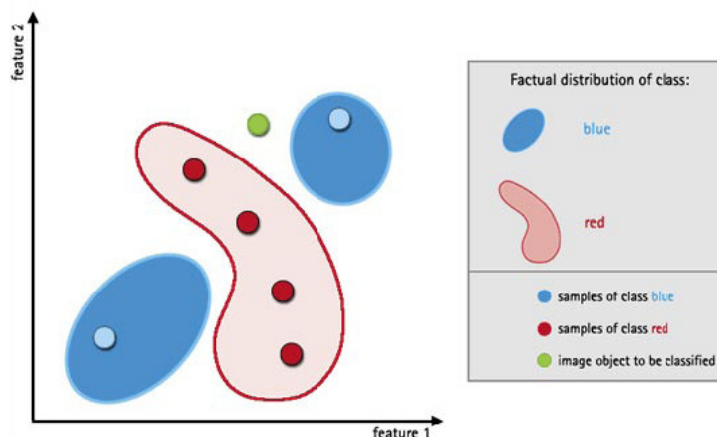 feature 2
Factual distribution of class:
blue
red
samples of class blue
samples of class red
image object to be classified
feature 1